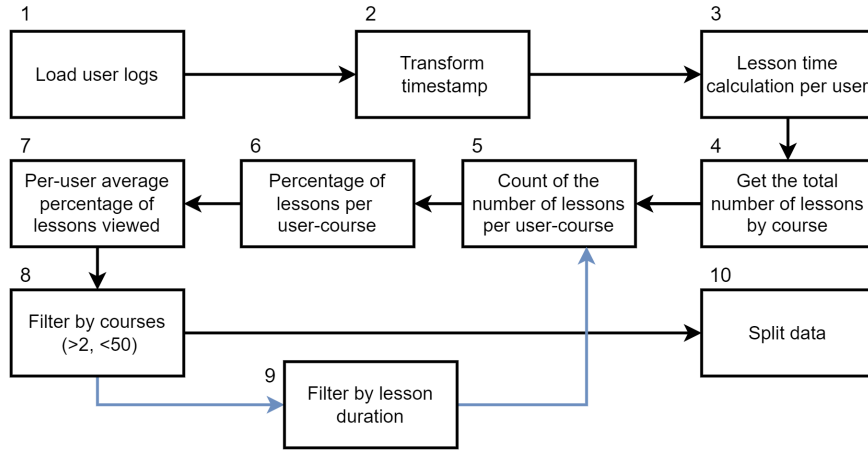 1
Load user logs
2
Transform
timestamp
3
Lesson time
calculation per user
7
Per-user average
percentage of
lessons viewed
6
Percentage of
lessons per
user-course
5
Count of the
number of lessons
per user-course
4
Get the total
number of lessons
by course
8
Filter by courses
(>2, <50)
10
Split data
9
Filter by lesson
duration